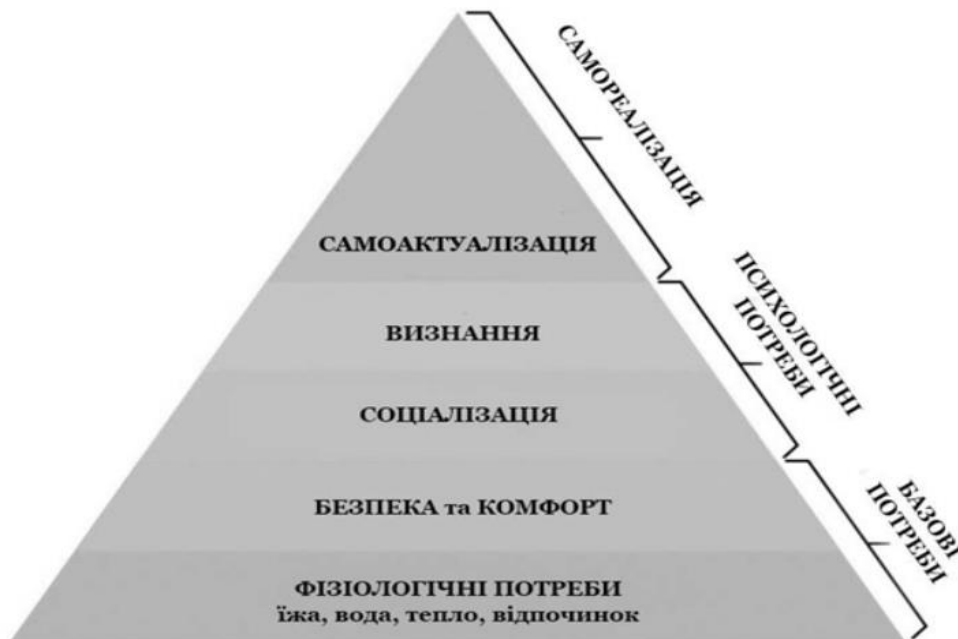 САМОРЕАЛІЗАЦІЯ
САМОАКТУАЛІЗАЦІЯ
ПСИХОЛОГІЧНІ
ПОТРЕБИ
ВИЗНАННЯ
СОЦІАЛІЗАЦІЯ
БАЗОВІ
ПОТРЕБИ
БЕЗПЕКА та КОМФОРТ
ФІЗІОЛОГІЧНІ ПОТРЕБИ
їжа, вода, тепло, відпочинок